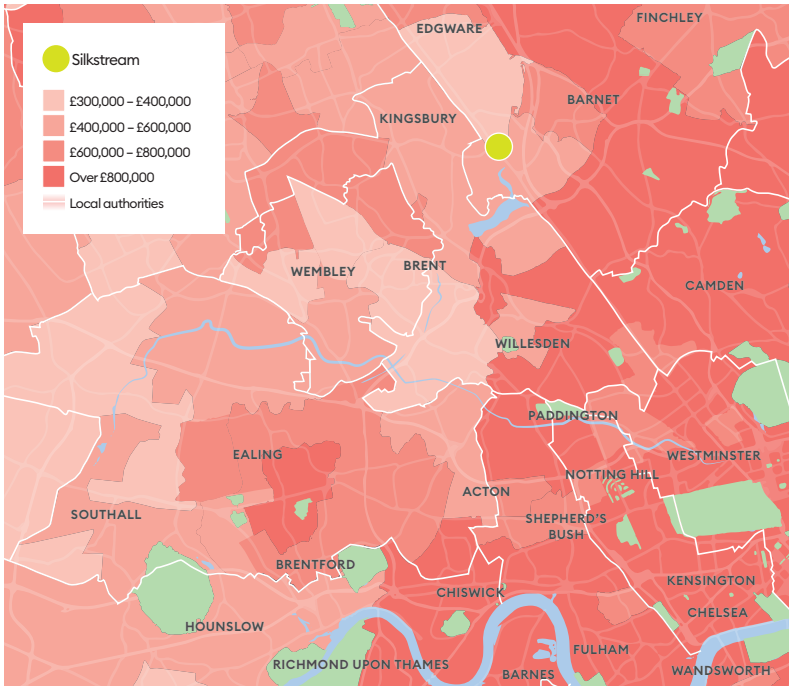 Silkstream
£300,000 – £400,000
£400,000 – £600,000
£600,000 – £800,000
Over £800,000
Local authorities
EDGWARE
FINCHLEY
BARNET
KINGSBURY
WEMBLEY
BRENT
CAMDEN
WILLESDEN
PADDINGTON
EALING
WESTMINSTER
NOTTING HILL
ACTON
SOUTHALL
SHEPHERD'S
BUSH
BRENTFORD
KENSINGTON
CHISWICK
CHELSEA
HOUNSLOW
FULHAM
RICHMOND UPON THAMES
BARNES
WANDSWORTH